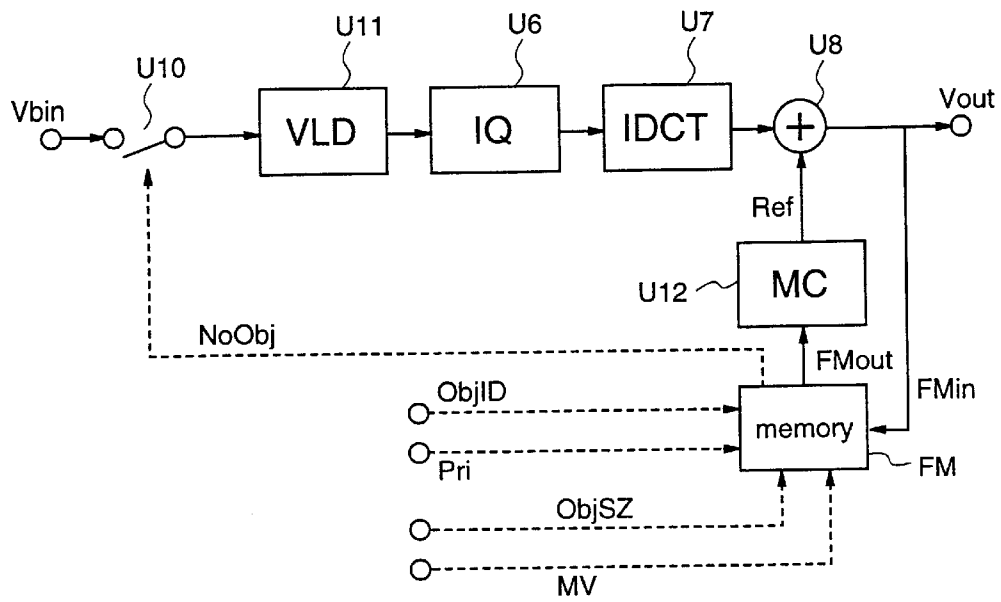 U11
U6
U7
U8
U10
Vbin
Vout
VLD
IQ
IDCT
+
Ref
U12
MC
NoObj
FMout
FMin
ObjID
memory
Pri
FM
ObjSZ
MV